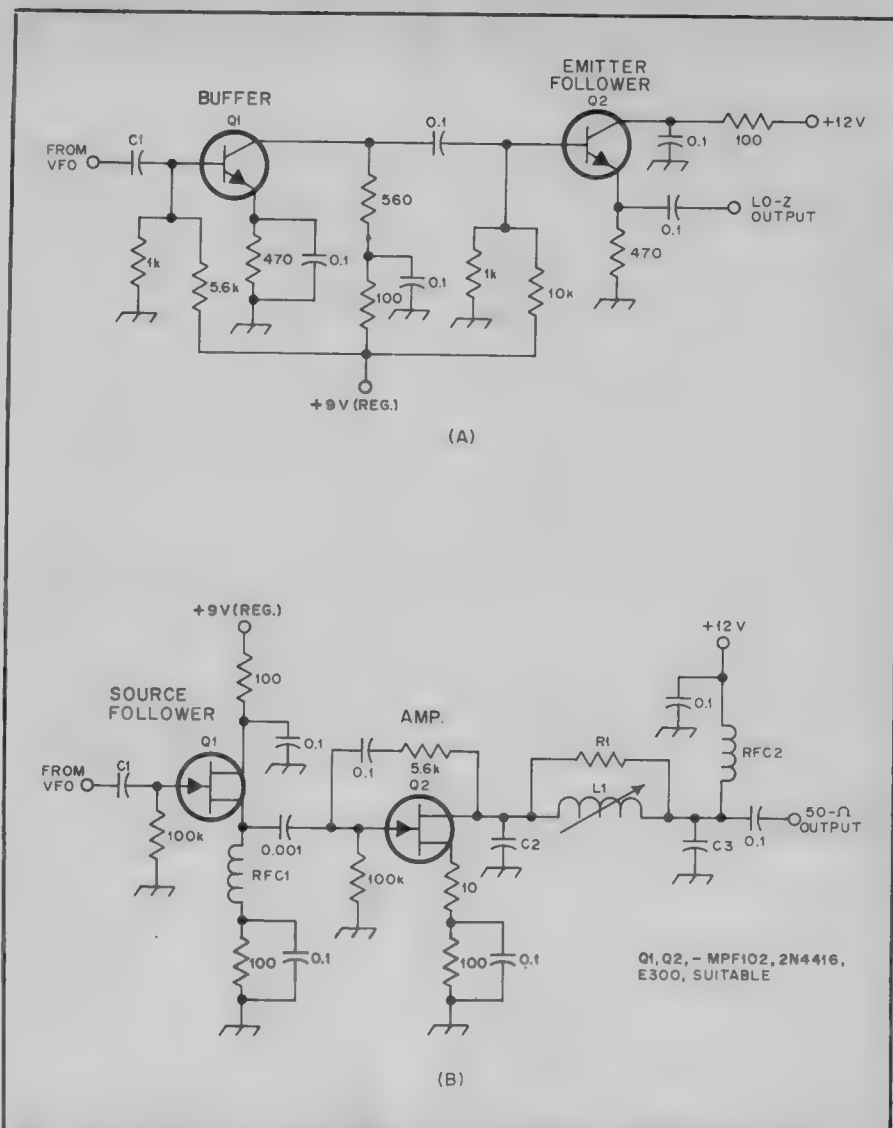 EMITTER
FOLLOWER
BUFFER
Q1
Q2
FROM
VFO
C1
0.1
0.1
100
+12V
560
LO-Z
OUTPUT
0.1
1k
5.6k
470
0.1
100
0.1
1k
10k
470
+9V(REG.)
(A)
+9V(REG.)
+12V
100
SOURCE
FOLLOWER
Q1
0.1
AMP.
0.1
5.6k
Q2
R1
0.1
RFC2
FROM
VFO
C1
L1
50-Ω
OUTPUT
100k
0.001
C2
C3
0.1
RFC1
100k
10
100
0.1
100
0.1
Q1,Q2,– MPF102, 2N4416,
E300, SUITABLE
(B)